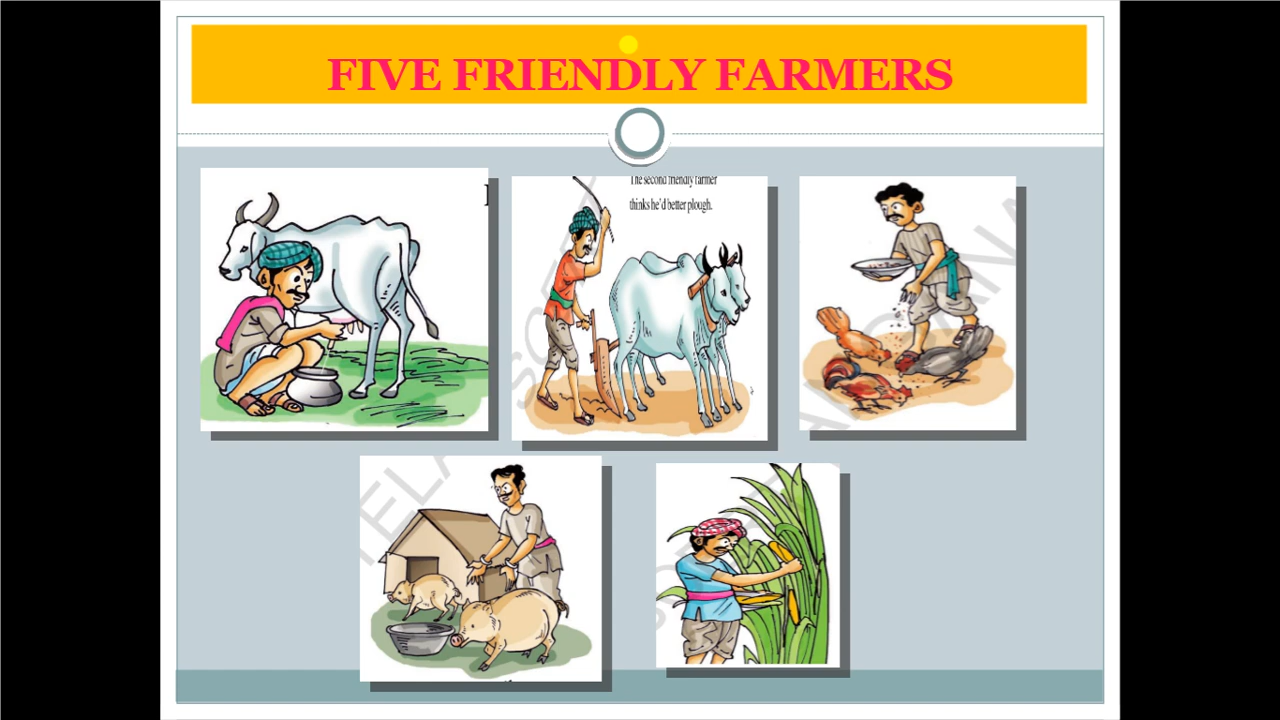 FIVE FRIENDLY FARMERS
The second friendly farmer
thinks he'd better plough.